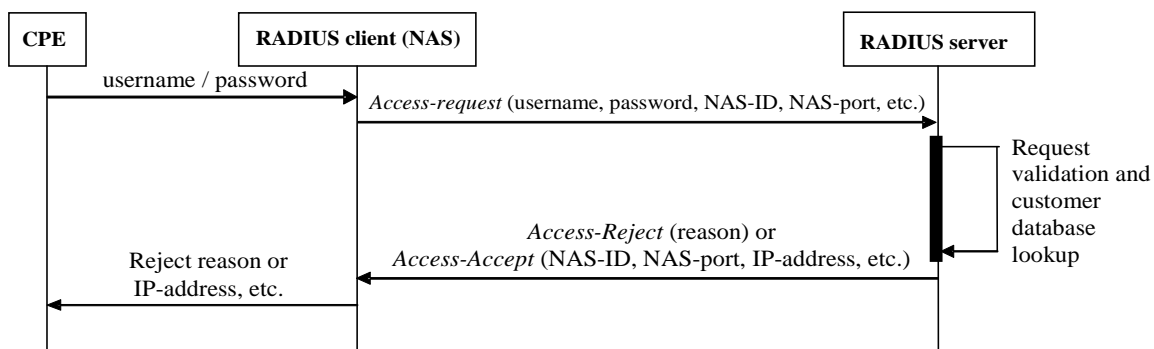 CPE
RADIUS client (NAS)
RADIUS server
username / password
Access-request (username, password, NAS-ID, NAS-port, etc.)
Request
validation and
customer
database
lookup
Access-Reject (reason) or
Access-Accept (NAS-ID, NAS-port, IP-address, etc.)
Reject reason or
IP-address, etc.